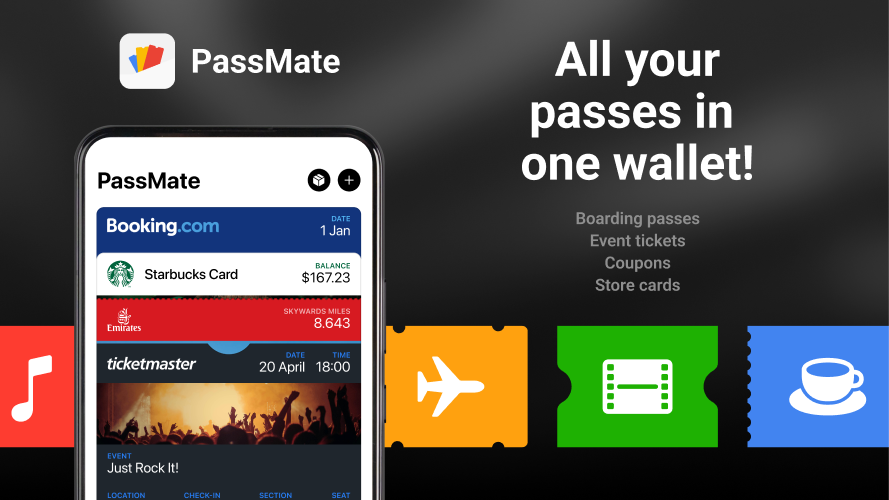 PassMate
All your
passes in
one wallet!
Boarding passes
Event tickets
Coupons
Store cards
PassMate
Booking.com
DATE
1 Jan
Starbucks Card
BALANCE
$167.23
Emirates
SKYWARDS MILES
8.643
ticketmaster
DATE
20 April
TIME
18:00
EVENT
Just Rock It!
LOCATION CHECK-IN SECTION SEAT